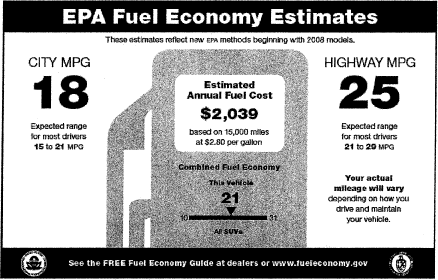 EPA Fuel Economy Estimates
These estimates reflect new EPA methods beginning with 2008 models.
CITY MPG
18
Expected range
for most drivers
15 to 21 MPG
Estimated
Annual Fuel Cost
$2,039
based on 15,000 miles
at $2.80 per gallon
Combined Fuel Economy
This Vehicle
21
10 31
All SUVs
HIGHWAY MPG
25
Expected range
for most drivers
21 to 29 MPG
Your actual
mileage will vary
depending on how you
drive and maintain
your vehicle.
See the FREE Fuel Economy Guide at dealers or www.fueleconomy.gov